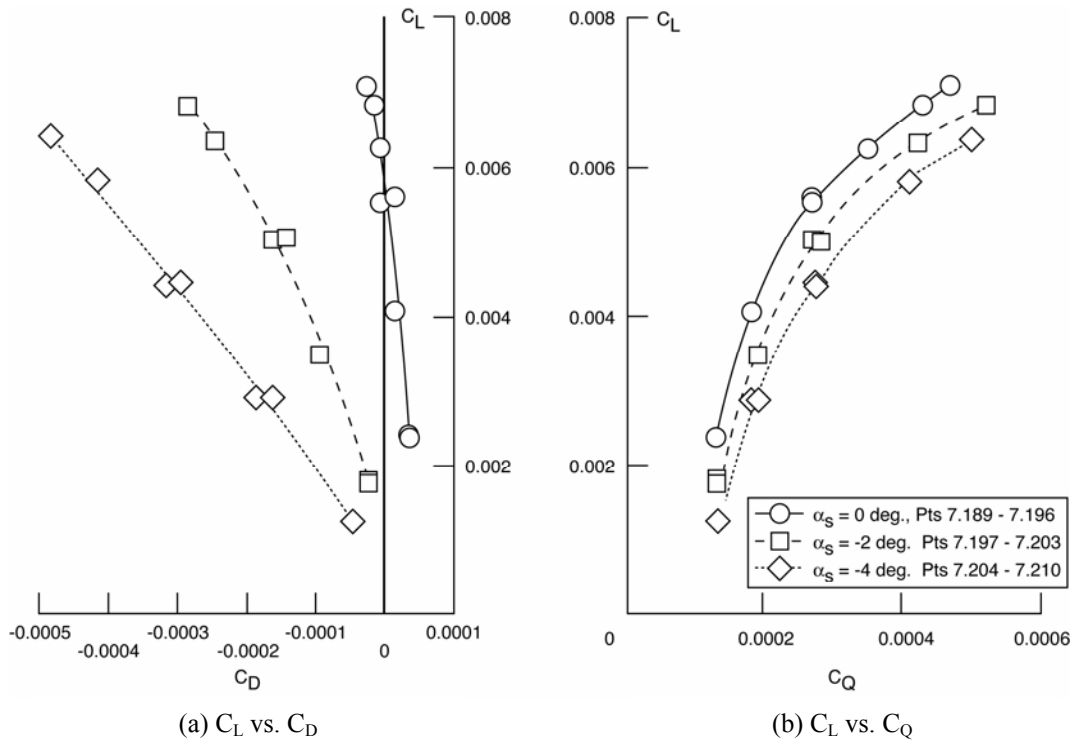 C_L
0.008
0.006
0.004
0.002
-0.0005
-0.0003
-0.0001
0.0001
-0.0004
-0.0002
0
C_D
(a) C_L vs. C_D
0.008
C_L
0.006
0.004
0.002
α_s = 0 deg., Pts 7.189 - 7.196
α_s = -2 deg. Pts 7.197 - 7.203
α_s = -4 deg. Pts 7.204 - 7.210
0
0.0002
0.0004
0.0006
C_Q
(b) C_L vs. C_Q